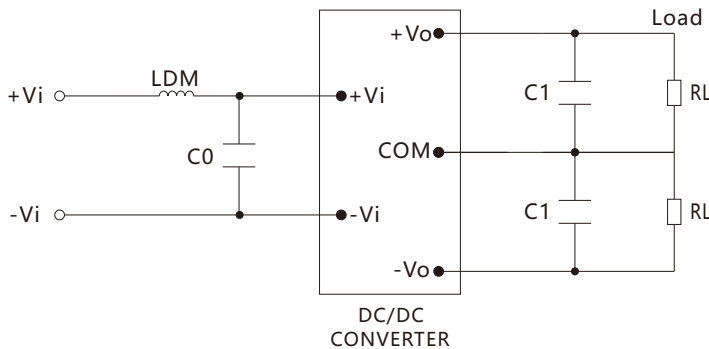 Load
+Vo
LDM
+Vi
+Vi
C1
RL
C0
COM
-Vi
-Vi
C1
RL
-Vo
DC/DC
CONVERTER